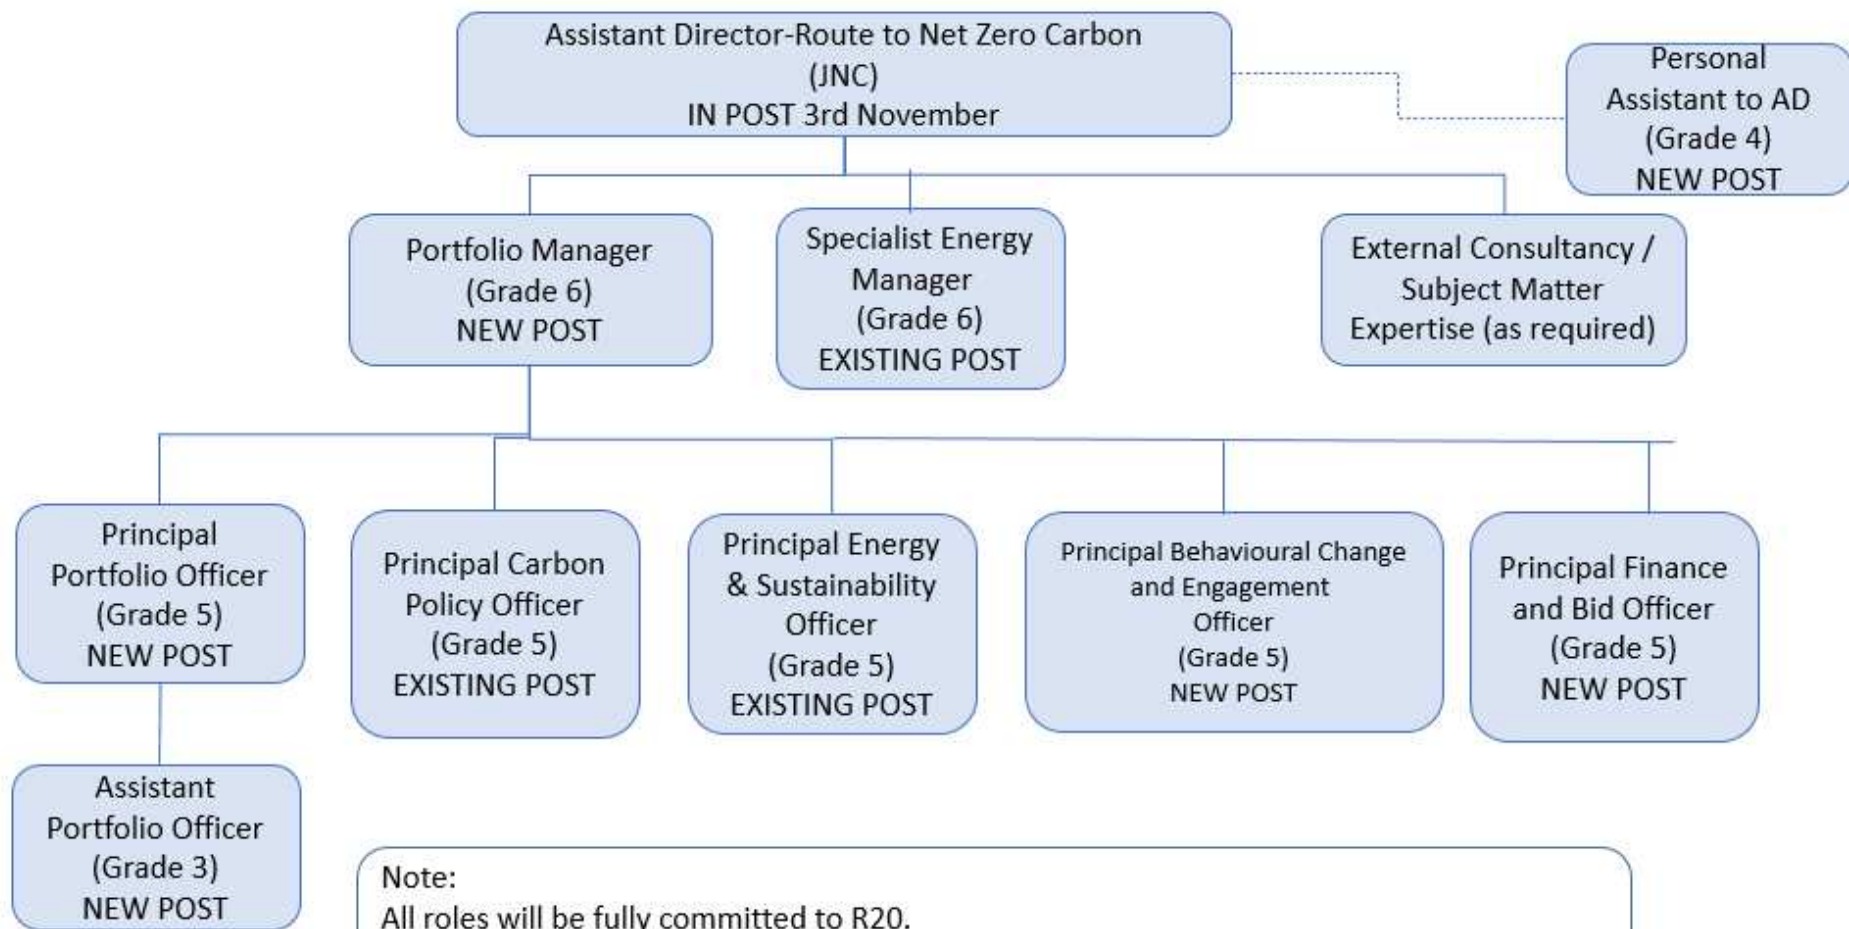 Assistant Director-Route to Net Zero Carbon
(JNC)
IN POST 3rd November
Personal
Assistant to AD
(Grade 4)
NEW POST
Portfolio Manager
(Grade 6)
NEW POST
Specialist Energy
Manager
(Grade 6)
EXISTING POST
External Consultancy /
Subject Matter
Expertise (as required)
Principal
Portfolio Officer
(Grade 5)
NEW POST
Principal Carbon
Policy Officer
(Grade 5)
EXISTING POST
Principal Energy
& Sustainability
Officer
(Grade 5)
EXISTING POST
Principal Behavioural Change
and Engagement
Officer
(Grade 5)
NEW POST
Principal Finance
and Bid Officer
(Grade 5)
NEW POST
Assistant
Portfolio Officer
(Grade 3)
NEW POST
Note:
All roles will be fully committed to R20.